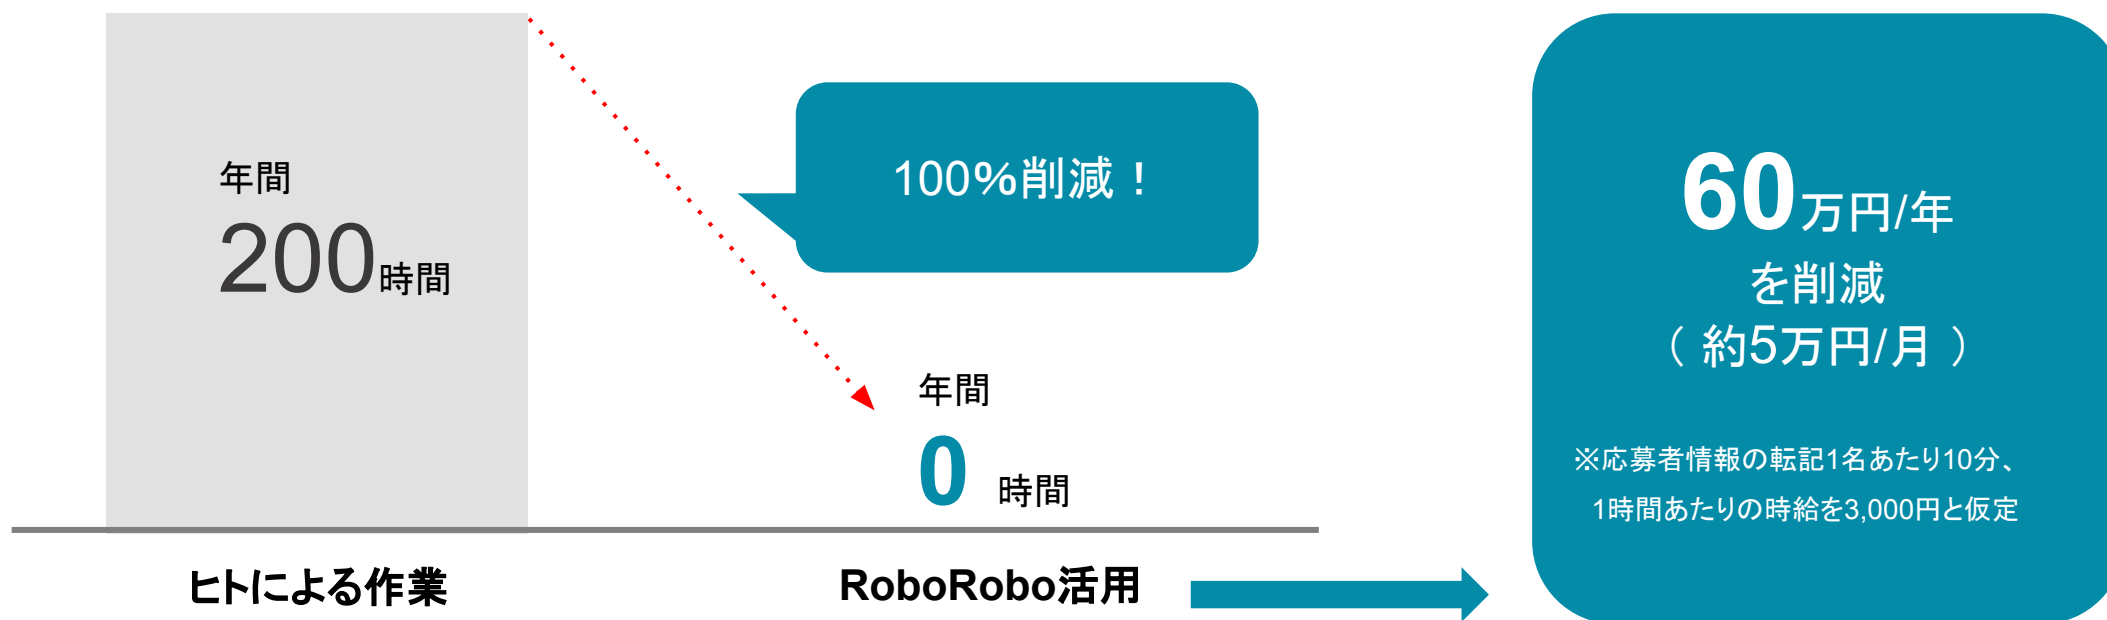 年間
200時間
100%削減！
年間
0 時間
ヒトによる作業
RoboRobo活用
60万円/年
を削減
（ 約5万円/月 ）
※応募者情報の転記1名あたり10分、
1時間あたりの時給を3,000円と仮定